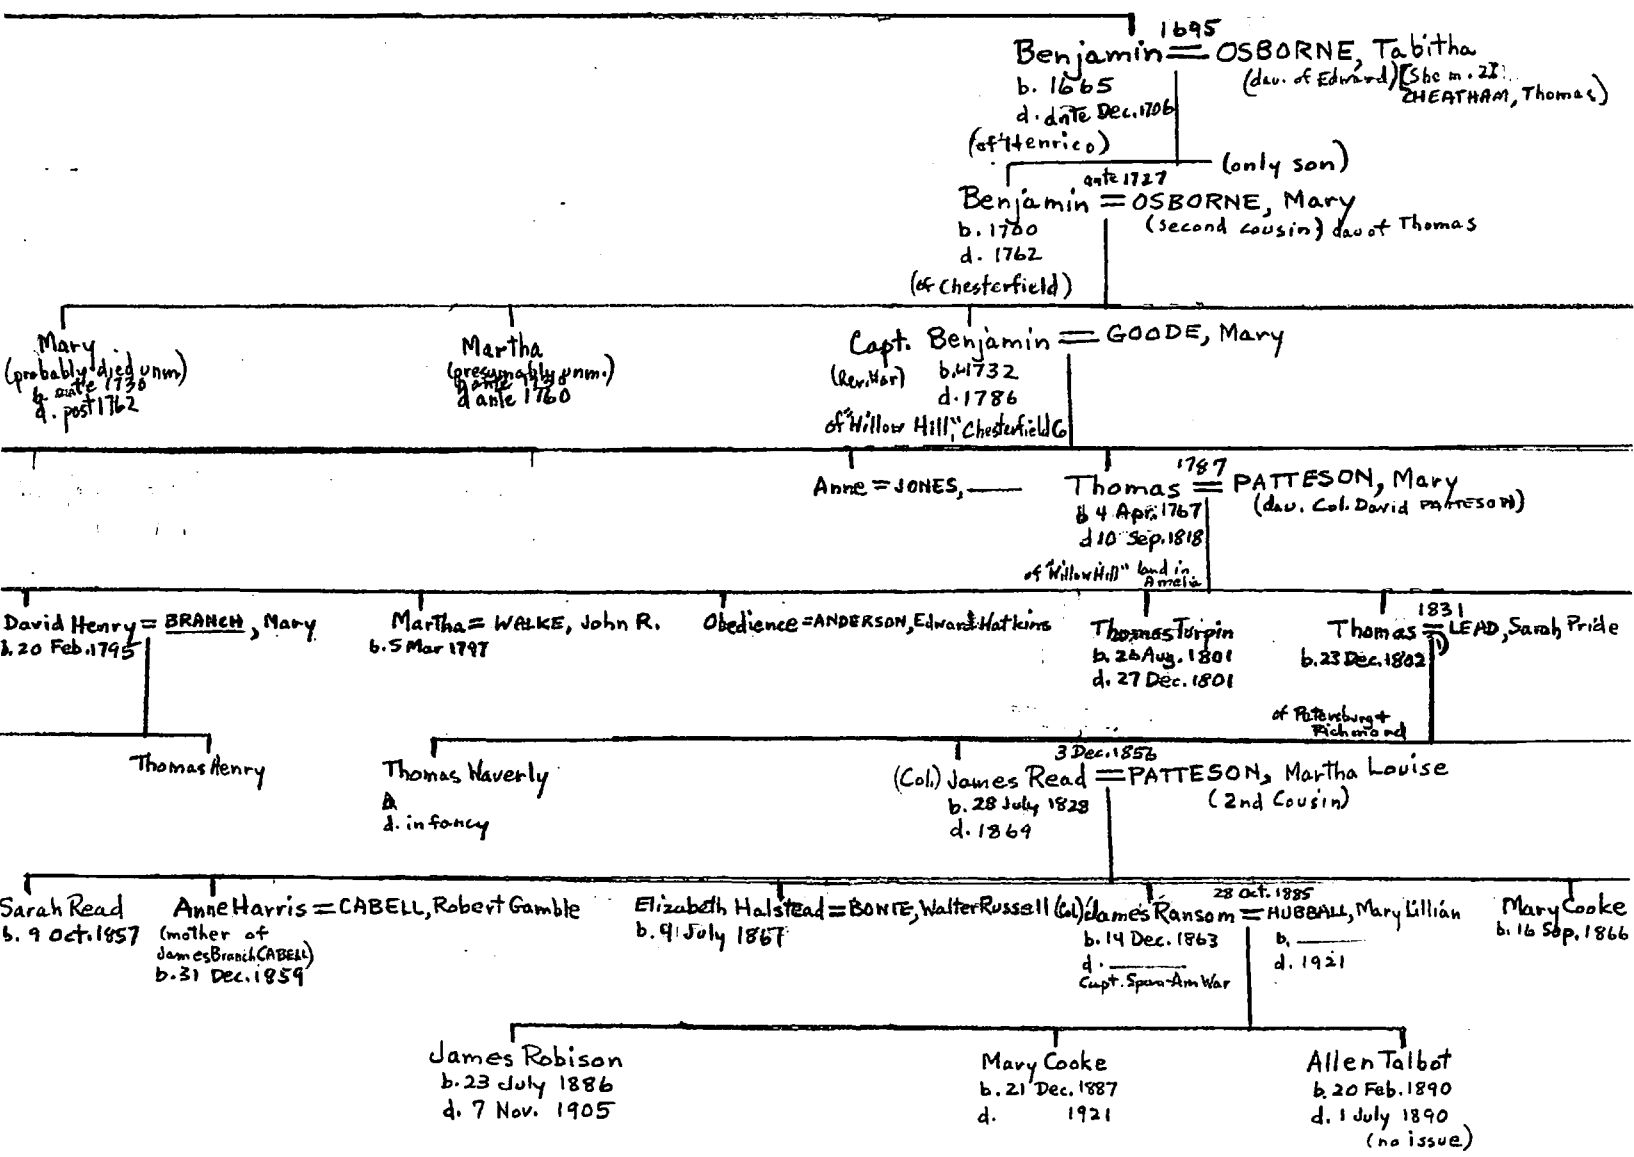 1695
Benjamin = OSBORNE, Tabitha
b. 1665
(dau. of Edward) [She m. 2d:
CHEATHAM, Thomas)
d. ante Dec. 1706
(of Henrico)
(only son)
ante 1727
Benjamin = OSBORNE, Mary
b. 1700
(second cousin) dau of Thomas
d. 1762
(of Chesterfield)
Mary
(probably died unm.)
b. ante 1730
d. post 1762
Martha
(presumably unm.)
b ante 1730
d ante 1760
Capt. Benjamin = GOODE, Mary
(Rev. War)
b. 1732
d. 1786
of "Willow Hill," Chesterfield Co
Anne = JONES, ——
1787
Thomas = PATTESON, Mary
b 4 Apr. 1767
(dau. Col. David PATTESON)
d 10 Sep. 1818
of "Willow Hill" land in
Amelia
David Henry = BRANCH, Mary
b. 20 Feb. 1795
Martha = WALKE, John R.
b. 5 Mar 1797
Obedience = ANDERSON, Edward Watkins
Thomas Turpin
b. 26 Aug. 1801
d. 27 Dec. 1801
1831
Thomas = LEAD, Sarah Pride
(1)
b. 23 Dec. 1802
of Petersburg +
Richmond
Thomas Henry
Thomas Waverly
b.
d. infancy
3 Dec. 1856
(Col.) James Read = PATTESON, Martha Louise
b. 28 July 1828
(2nd Cousin)
d. 1869
Sarah Read
b. 9 Oct. 1857
Anne Harris = CABELL, Robert Gamble
(mother of
James Branch CABELL)
b. 31 Dec. 1859
Elizabeth Halstead = BONTE, Walter Russell
b. 9 July 1867
28 Oct. 1885
(Col.) James Ransom = HUBBALL, Mary Lillian
b. 14 Dec. 1863
d. ——
Capt. Span-Am War
b. ——
d. 1921
Mary Cooke
b. 16 Sep. 1866
James Robison
b. 23 July 1886
d. 7 Nov. 1905
Mary Cooke
b. 21 Dec. 1887
d. 1921
Allen Talbot
b. 20 Feb. 1890
d. 1 July 1890
(no issue)